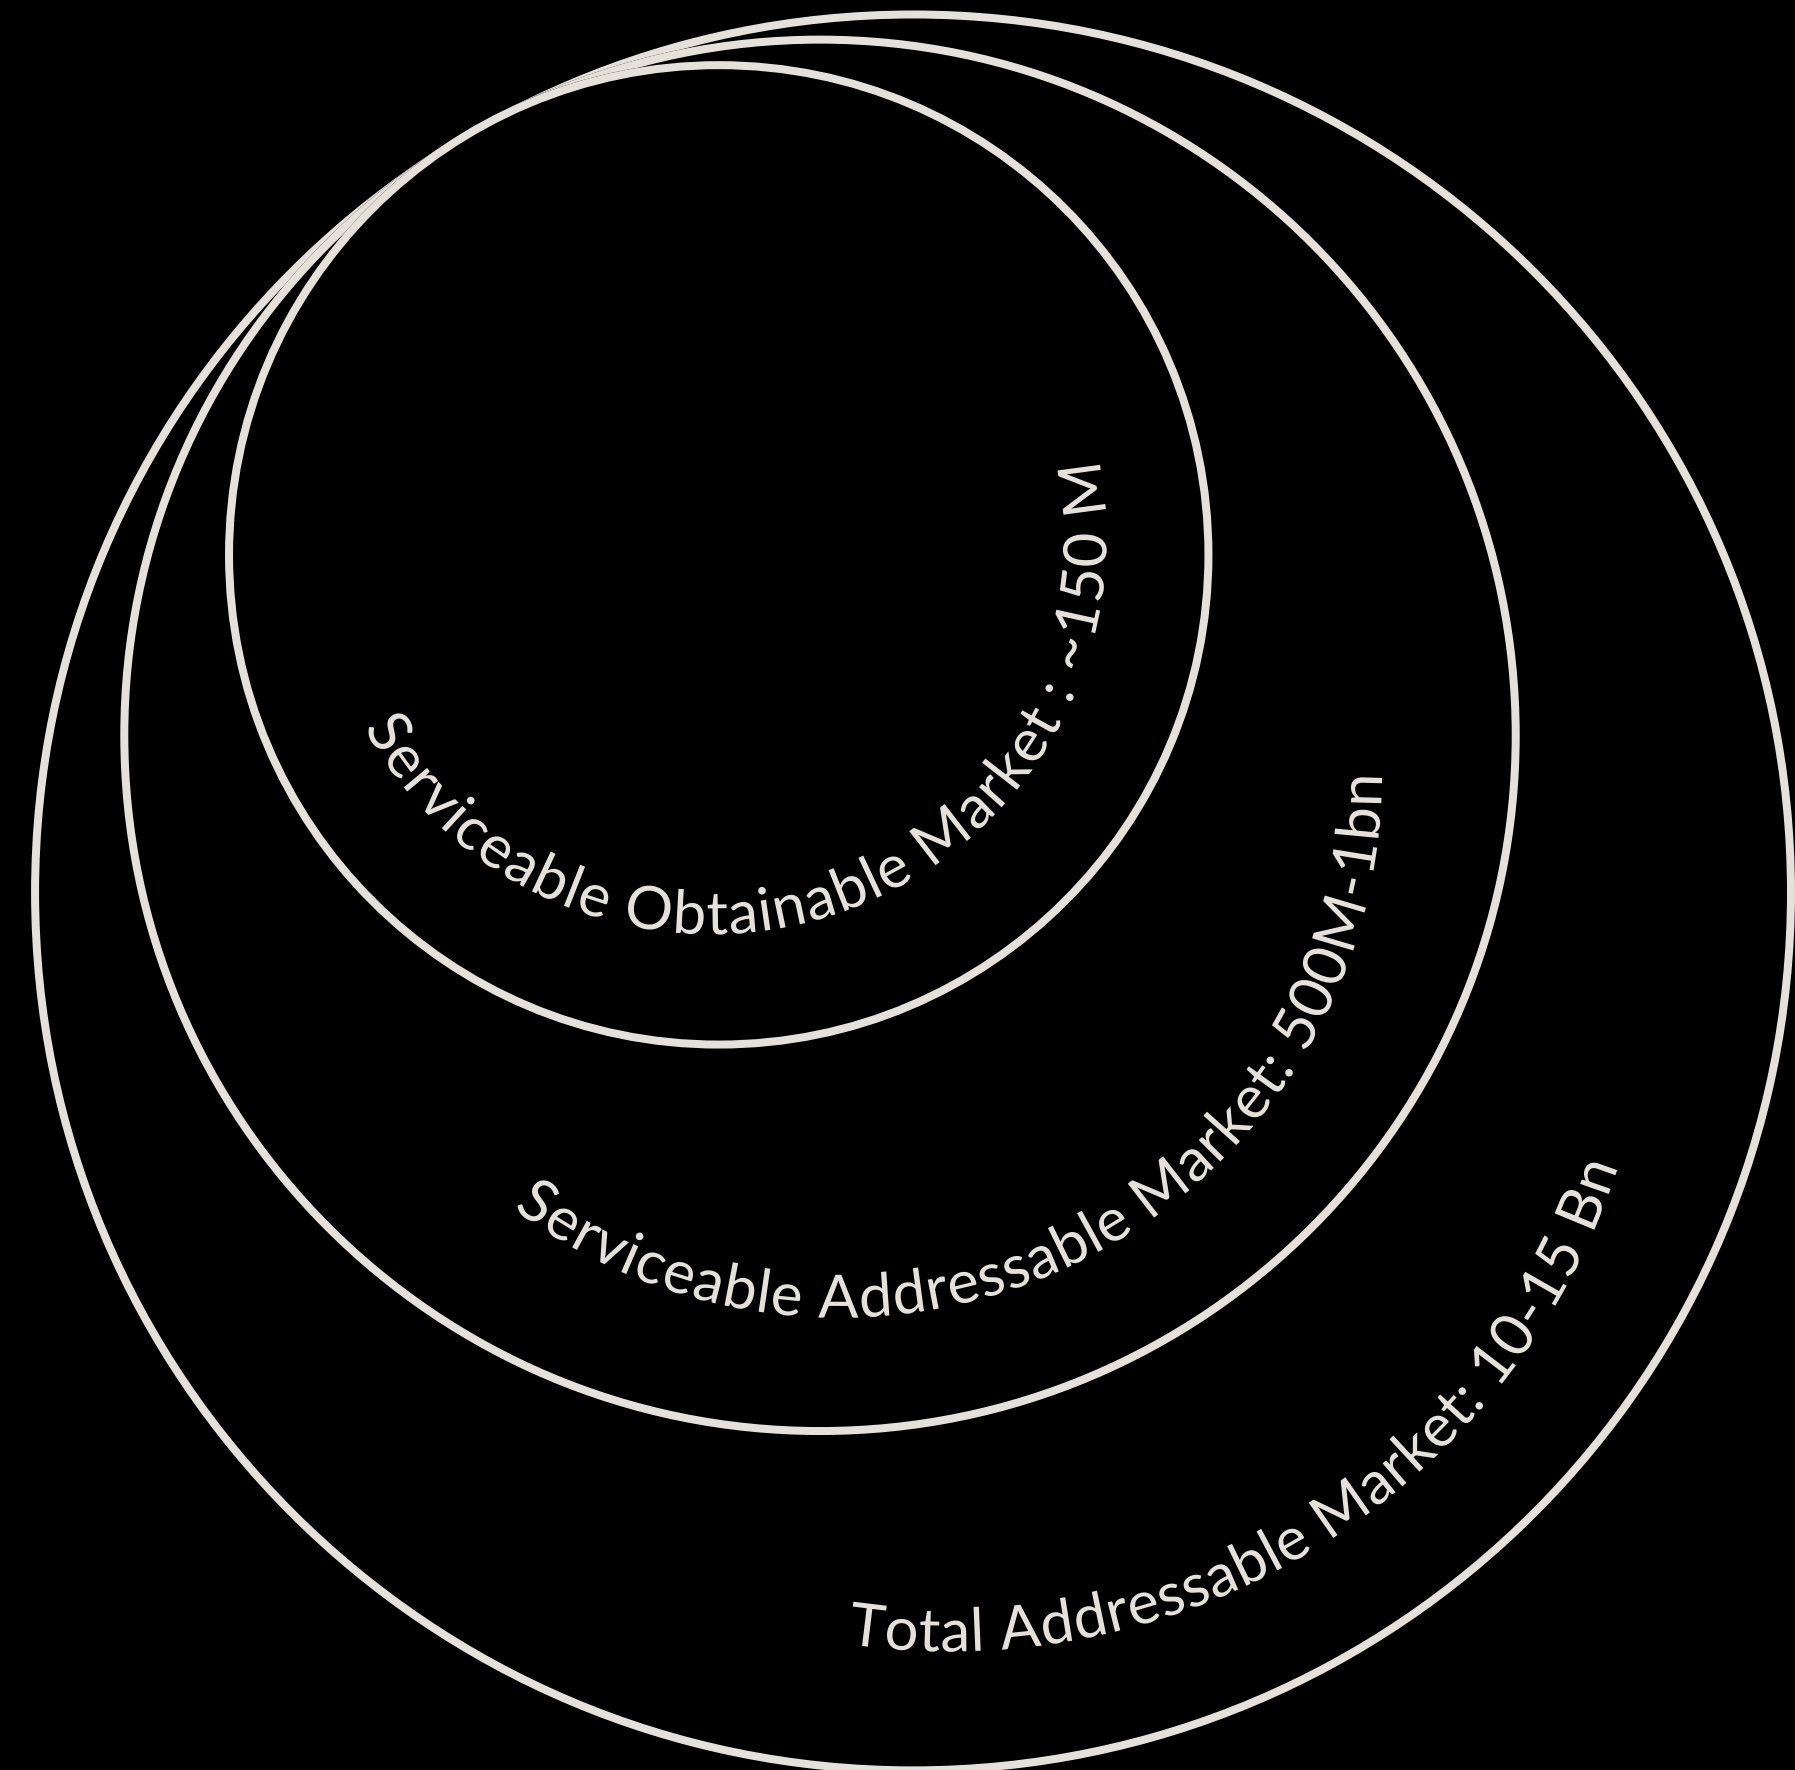 Serviceable Obtainable Market : ~150 M
Serviceable Addressable Market: 500M-1bn
Total Addressable Market: 10-15 Bn